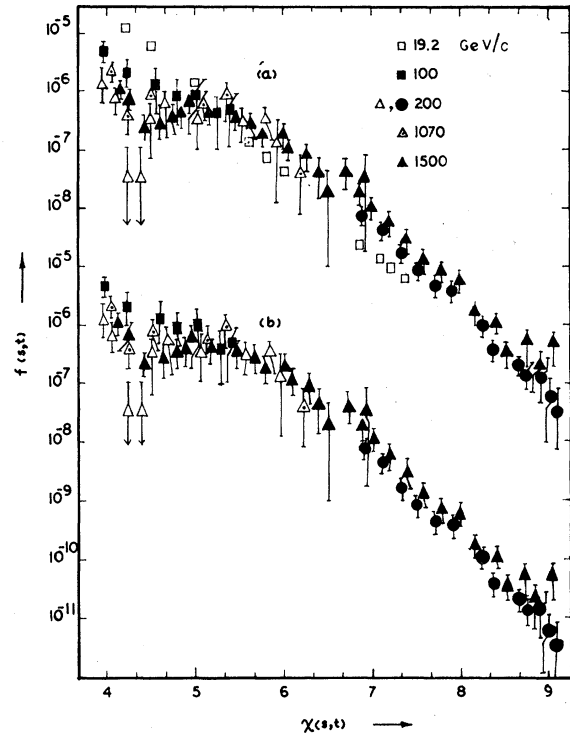 10⁻⁵
10⁻⁶
10⁻⁷
10⁻⁸
10⁻⁵
10⁻⁶
10⁻⁷
10⁻⁸
10⁻⁹
10⁻¹⁰
10⁻¹¹
f(s,t)
(a)
19.2 GeV/c
100
, 200
1070
1500
(b)
4 5 6 7 8 9
χ(s,t)